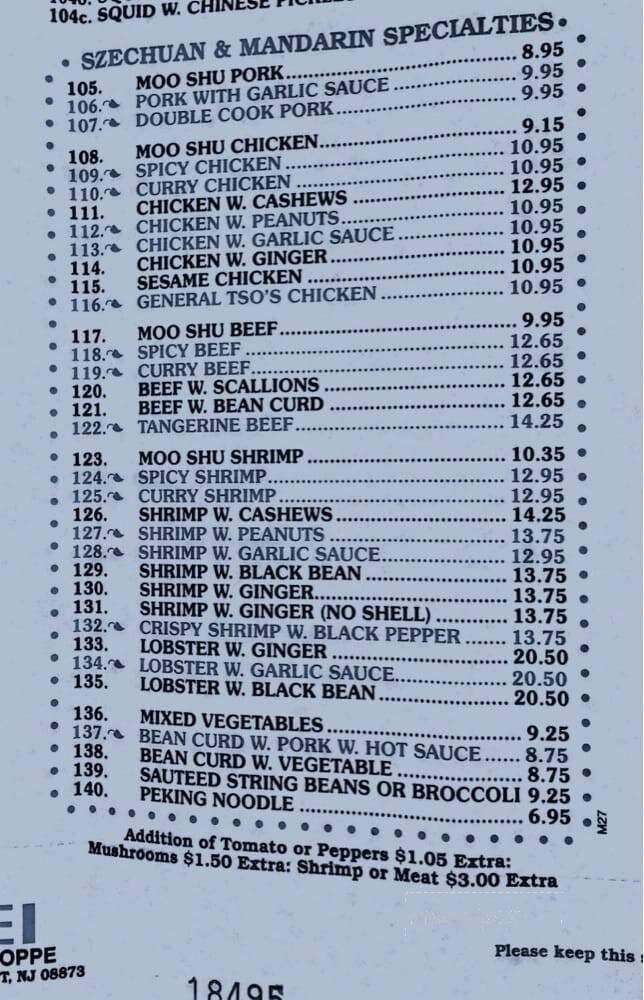 104c. SQUID W. CHINESE
• SZECHUAN & MANDARIN SPECIALTIES •
105. MOO SHU PORK 8.95
106. PORK WITH GARLIC SAUCE 9.95
107. DOUBLE COOK PORK 9.95
108. MOO SHU CHICKEN 9.15
109. SPICY CHICKEN 10.95
110. CURRY CHICKEN 10.95
111. CHICKEN W. CASHEWS 12.95
112. CHICKEN W. PEANUTS 10.95
113. CHICKEN W. GARLIC SAUCE 10.95
114. CHICKEN W. GINGER 10.95
115. SESAME CHICKEN 10.95
116. GENERAL TSO'S CHICKEN 10.95
117. MOO SHU BEEF 9.95
118. SPICY BEEF 12.65
119. CURRY BEEF 12.65
120. BEEF W. SCALLIONS 12.65
121. BEEF W. BEAN CURD 12.65
122. TANGERINE BEEF 14.25
123. MOO SHU SHRIMP 10.35
124. SPICY SHRIMP 12.95
125. CURRY SHRIMP 12.95
126. SHRIMP W. CASHEWS 14.25
127. SHRIMP W. PEANUTS 13.75
128. SHRIMP W. GARLIC SAUCE 12.95
129. SHRIMP W. BLACK BEAN 13.75
130. SHRIMP W. GINGER 13.75
131. SHRIMP W. GINGER (NO SHELL) 13.75
132. CRISPY SHRIMP W. BLACK PEPPER 13.75
133. LOBSTER W. GINGER 20.50
134. LOBSTER W. GARLIC SAUCE 20.50
135. LOBSTER W. BLACK BEAN 20.50
136. MIXED VEGETABLES 9.25
137. BEAN CURD W. PORK W. HOT SAUCE 8.75
138. BEAN CURD W. VEGETABLE 8.75
139. SAUTEED STRING BEANS OR BROCCOLI 9.25
140. PEKING NOODLE 6.95
M27
Addition of Tomato or Peppers $1.05 Extra:
Mushrooms $1.50 Extra: Shrimp or Meat $3.00 Extra
EI
OPPE
T, NJ 08873
Please keep this
18495